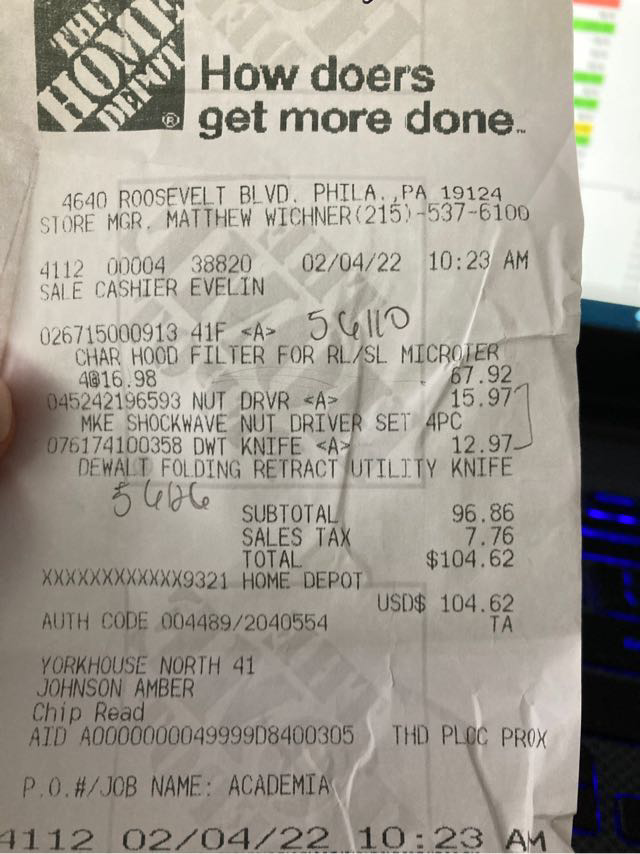 THE
HOME
DEPOT®
How doers
get more done™
4640 ROOSEVELT BLVD. PHILA.,PA 19124
STORE MGR. MATTHEW WICHNER(215)-537-6100
4112 00004 38820 02/04/22 10:23 AM
SALE CASHIER EVELIN
026715000913 41F <A> 56110
CHAR HOOD FILTER FOR RL/SL MICROTER
4@16.98 67.92
045242196593 NUT DRVR <A> 15.97
MKE SHOCKWAVE NUT DRIVER SET 4PC
076174100358 DWT KNIFE <A> 12.97
DEWALT FOLDING RETRACT UTILITY KNIFE
SUBTOTAL 96.86
SALES TAX 7.76
TOTAL $104.62
XXXXXXXXXXXX9321 HOME DEPOT
USD$ 104.62
AUTH CODE 004489/2040554 TA
YORKHOUSE NORTH 41
JOHNSON AMBER
Chip Read
AID A0000000049999D8400305 THD PLCC PROX
P.O.#/JOB NAME: ACADEMIA
4112 02/04/22 10:23 AM